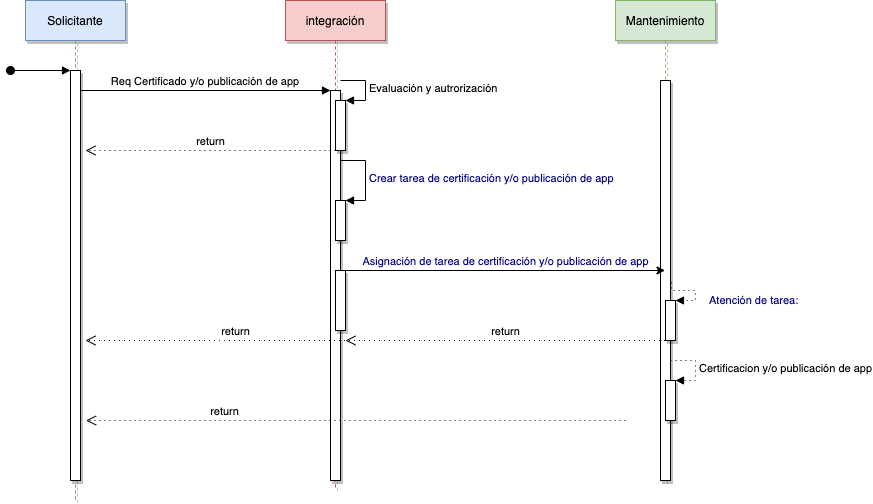 Solicitante
integración
Mantenimiento
Req Certificado y/o publicación de app
Evaluación y autrorización
return
Crear tarea de certificación y/o publicación de app
Asignación de tarea de certificación y/o publicación de app
Atención de tarea:
return
return
Certificacion y/o publicación de app
return